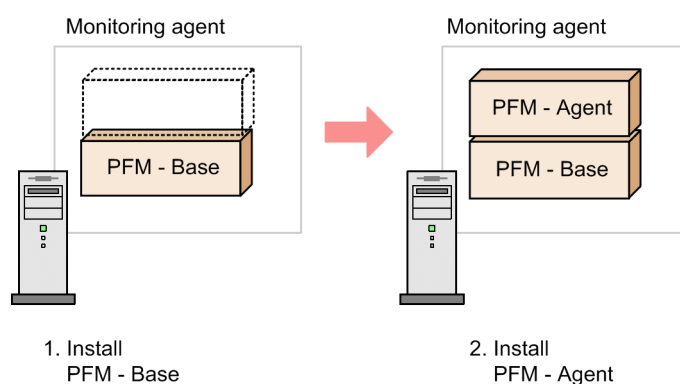 Monitoring agent
PFM - Base
1. Install
PFM - Base
Monitoring agent
PFM - Agent
PFM - Base
2. Install
PFM - Agent